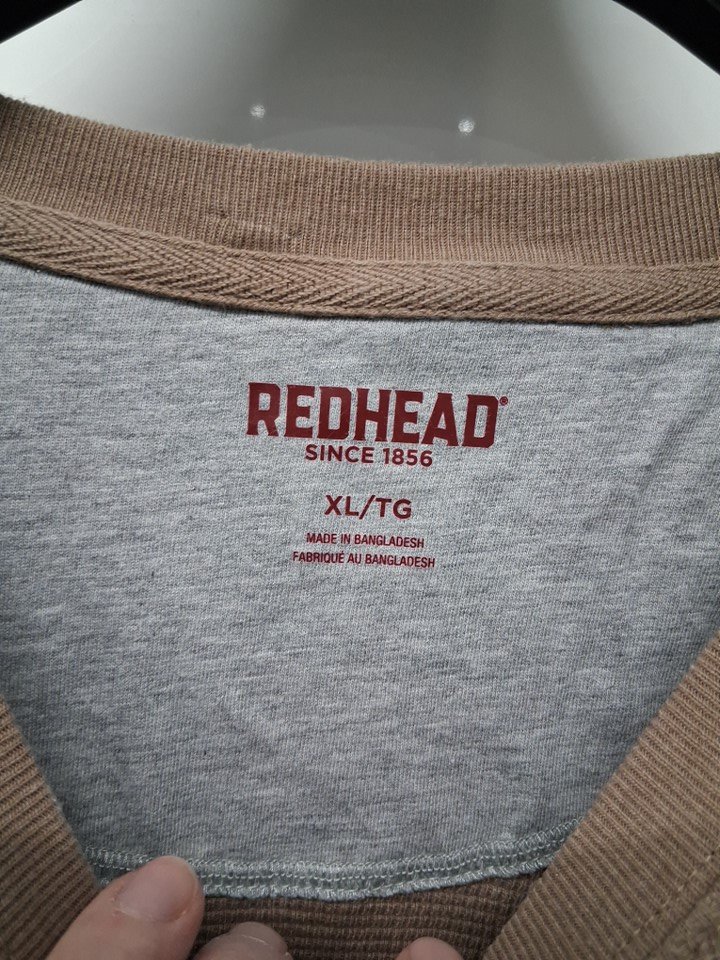 REDHEAD®
SINCE 1856
XL/TG
MADE IN BANGLADESH
FABRIQUÉ AU BANGLADESH